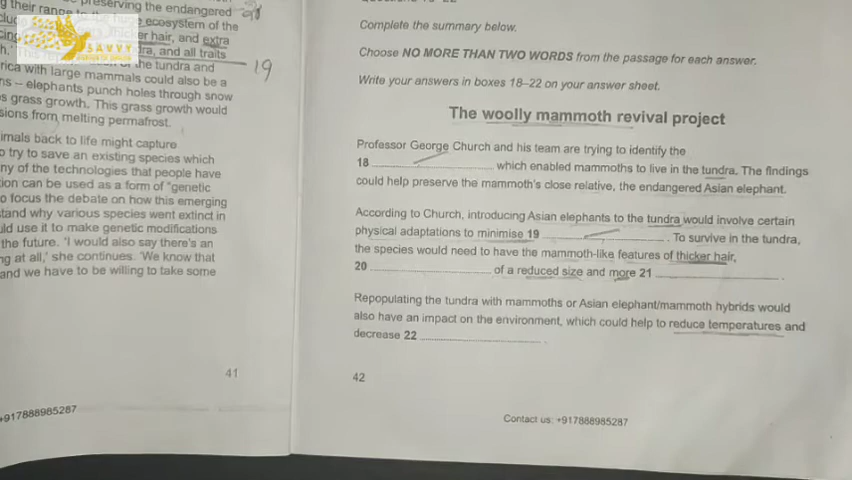 preserving the endangered
g their range to the huge ecosystem of the
thicker hair, and extra
tundra, and all traits
the tundra and
19
rica with large mammals could also be a
ns – elephants punch holes through snow
s grass growth. This grass growth would
sions from melting permafrost.
imals back to life might capture
o try to save an existing species which
ny of the technologies that people have
tion can be used as a form of "genetic
o focus the debate on how this emerging
tand why various species went extinct in
uld use it to make genetic modifications
the future. 'I would also say there's an
ng at all,' she continues. 'We know that
and we have to be willing to take some
41
+917888985287
SAVVY
Complete the summary below.
Choose NO MORE THAN TWO WORDS from the passage for each answer.
Write your answers in boxes 18–22 on your answer sheet.
The woolly mammoth revival project
Professor George Church and his team are trying to identify the
18 which enabled mammoths to live in the tundra. The findings
could help preserve the mammoth's close relative, the endangered Asian elephant.
According to Church, introducing Asian elephants to the tundra would involve certain
physical adaptations to minimise 19 . To survive in the tundra,
the species would need to have the mammoth-like features of thicker hair,
20 of a reduced size and more 21 .
Repopulating the tundra with mammoths or Asian elephant/mammoth hybrids would
also have an impact on the environment, which could help to reduce temperatures and
decrease 22 .
42
Contact us: +917888985287